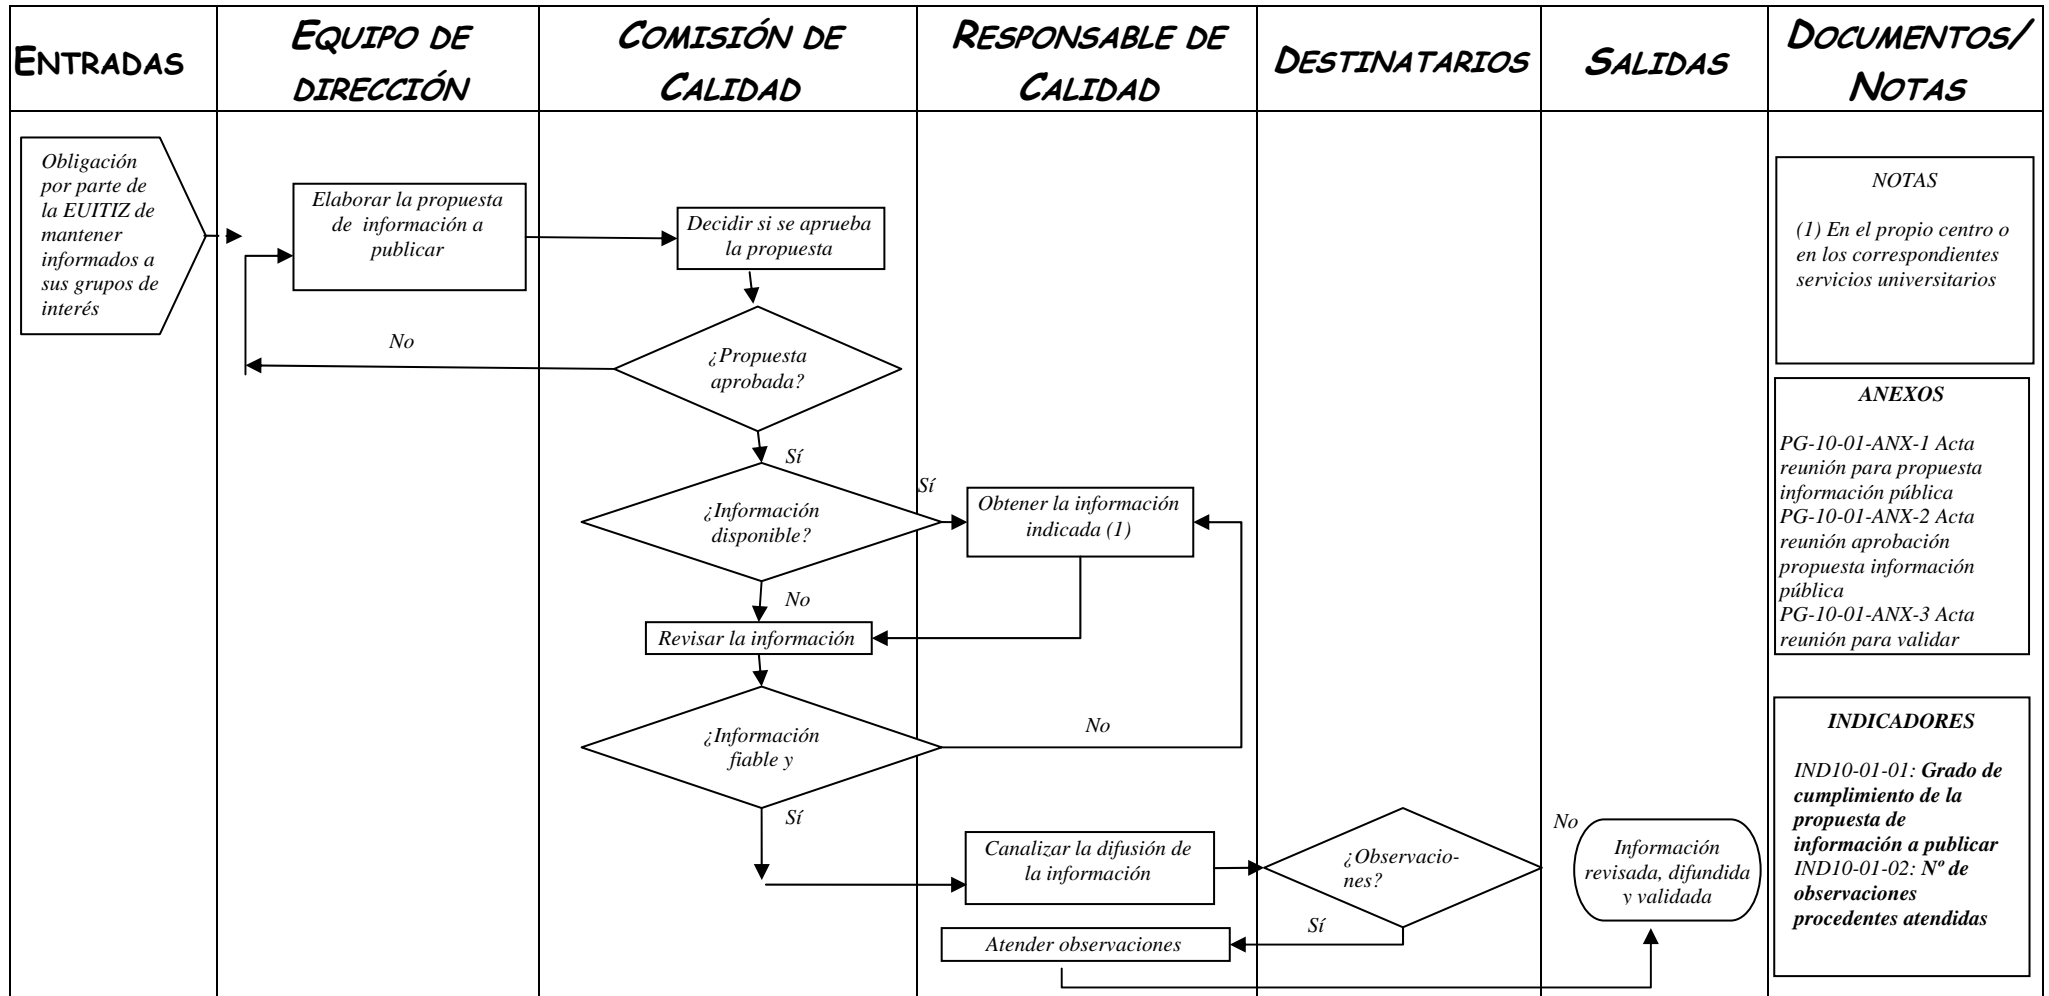 ENTRADAS
EQUIPO DE
DIRECCIÓN
COMISIÓN DE
CALIDAD
RESPONSABLE DE
CALIDAD
DESTINATARIOS
SALIDAS
DOCUMENTOS/
NOTAS
Obligación
por parte de
la EUITIZ de
mantener
informados a
sus grupos de
interés
Elaborar la propuesta
de información a
publicar
Decidir si se aprueba
la propuesta
No
¿Propuesta
aprobada?
Sí
¿Información
disponible?
Sí
Obtener la información
indicada (1)
No
Revisar la información
¿Información
fiable y
No
Sí
Canalizar la difusión de
la información
¿Observacio-
nes?
No
Información
revisada, difundida
y validada
Sí
Atender observaciones
NOTAS
(1) En el propio centro o
en los correspondientes
servicios universitarios
ANEXOS
PG-10-01-ANX-1 Acta
reunión para propuesta
información pública
PG-10-01-ANX-2 Acta
reunión aprobación
propuesta información
pública
PG-10-01-ANX-3 Acta
reunión para validar
INDICADORES
IND10-01-01: Grado de
cumplimiento de la
propuesta de
información a publicar
IND10-01-02: Nº de
observaciones
procedentes atendidas